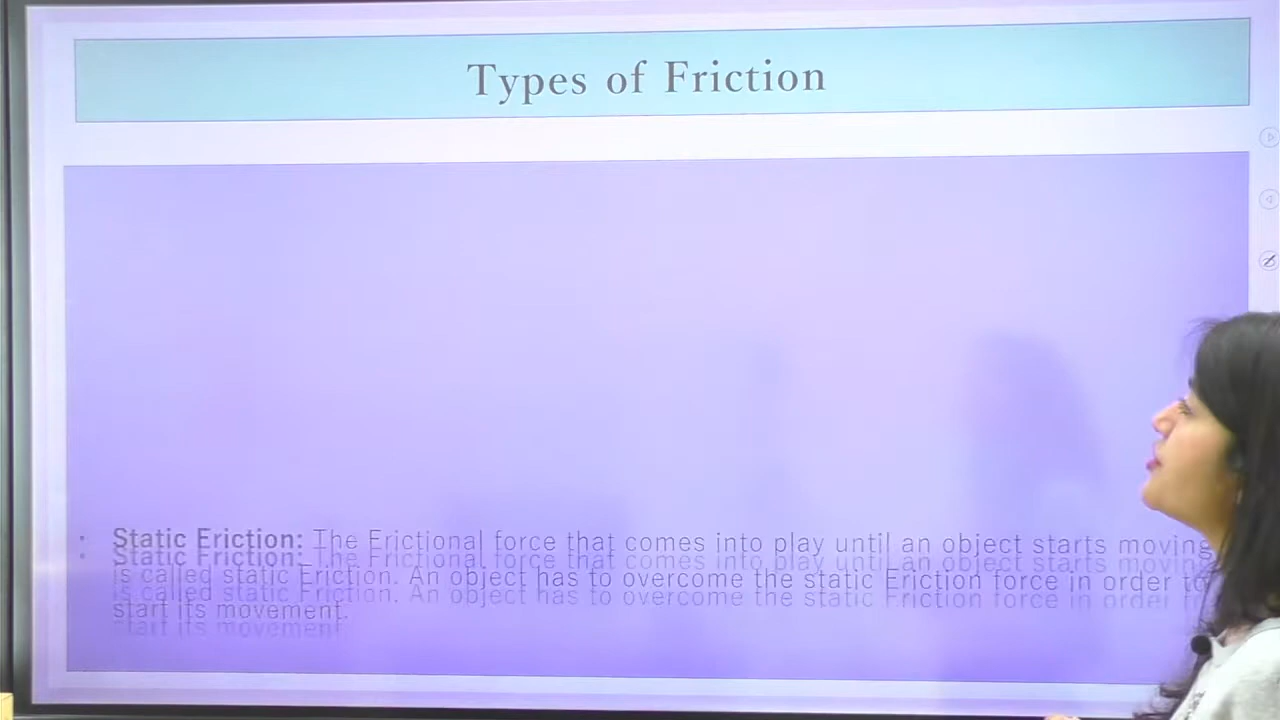 Types of Friction
: Static Friction: The Frictional force that comes into play until an object starts moving
is called static Friction. An object has to overcome the static Friction force in order to
start its movement.